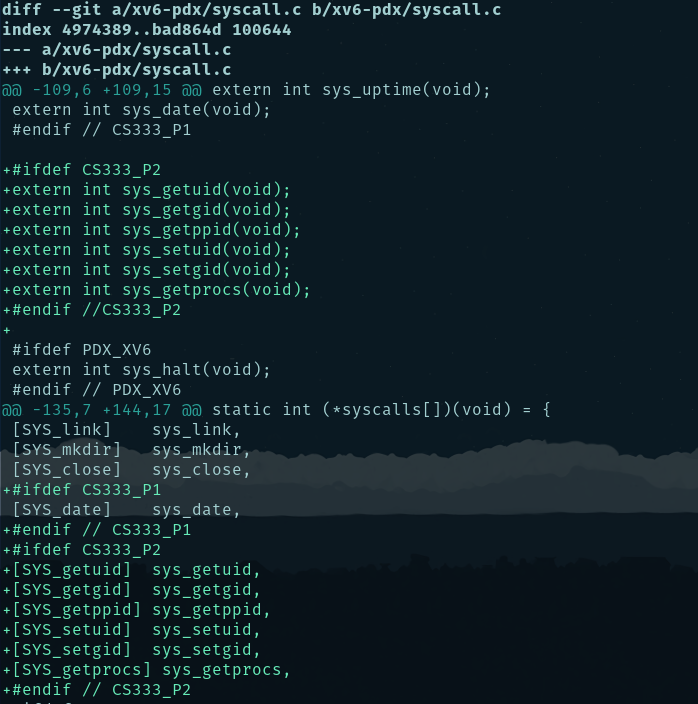 diff --git a/xv6-pdx/syscall.c b/xv6-pdx/syscall.c
index 4974389..bad864d 100644
--- a/xv6-pdx/syscall.c
+++ b/xv6-pdx/syscall.c
@@ -109,6 +109,15 @@ extern int sys_uptime(void);
 extern int sys_date(void);
 #endif // CS333_P1

+#ifdef CS333_P2
+extern int sys_getuid(void);
+extern int sys_getgid(void);
+extern int sys_getppid(void);
+extern int sys_setuid(void);
+extern int sys_setgid(void);
+extern int sys_getprocs(void);
+#endif //CS333_P2
+
 #ifdef PDX_XV6
 extern int sys_halt(void);
 #endif // PDX_XV6
@@ -135,7 +144,17 @@ static int (*syscalls[])(void) = {
 [SYS_link]    sys_link,
 [SYS_mkdir]   sys_mkdir,
 [SYS_close]   sys_close,
+#ifdef CS333_P1
 [SYS_date]    sys_date,
+#endif // CS333_P1
+#ifdef CS333_P2
+[SYS_getuid]  sys_getuid,
+[SYS_getgid]  sys_getgid,
+[SYS_getppid] sys_getppid,
+[SYS_setuid]  sys_setuid,
+[SYS_setgid]  sys_setgid,
+[SYS_getprocs] sys_getprocs,
+#endif // CS333_P2